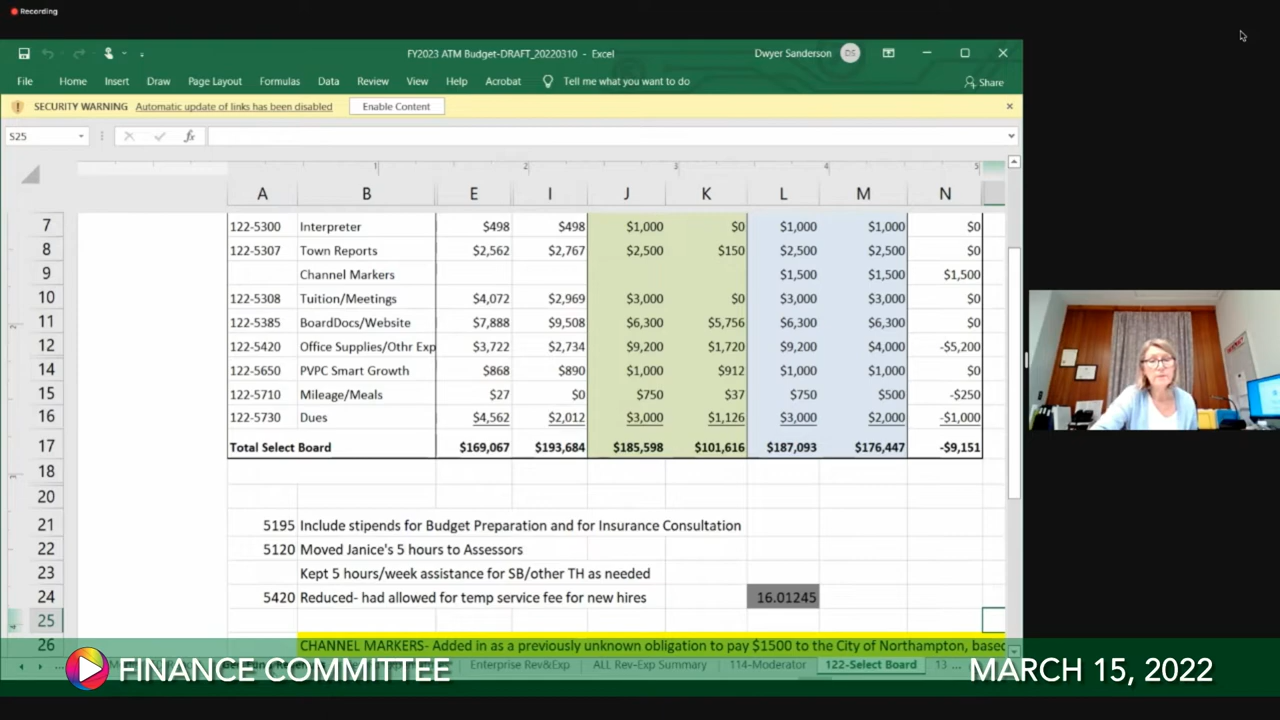 Recording
FY2023 ATM Budget-DRAFT_20220310 - Excel
Dwyer Sanderson
DS
File Home Insert Draw Page Layout Formulas Data Review View Help Acrobat Tell me what you want to do
Share
SECURITY WARNING Automatic update of links has been disabled Enable Content
S25 fx
1 2 3 4 5
A B E I J K L M N
7 122-5300 Interpreter $498 $498 $1,000 $0 $1,000 $1,000 $0
8 122-5307 Town Reports $2,562 $2,767 $2,500 $150 $2,500 $2,500 $0
9 Channel Markers $1,500 $1,500 $1,500
10 122-5308 Tuition/Meetings $4,072 $2,969 $3,000 $0 $3,000 $3,000 $0
11 122-5385 BoardDocs/Website $7,888 $9,508 $6,300 $5,756 $6,300 $6,300 $0
12 122-5420 Office Supplies/Othr Exp $3,722 $2,734 $9,200 $1,720 $9,200 $4,000 -$5,200
14 122-5650 PVPC Smart Growth $868 $890 $1,000 $912 $1,000 $1,000 $0
15 122-5710 Mileage/Meals $27 $0 $750 $37 $750 $500 -$250
16 122-5730 Dues $4,562 $2,012 $3,000 $1,126 $3,000 $2,000 -$1,000
17 Total Select Board $169,067 $193,684 $185,598 $101,616 $187,093 $176,447 -$9,151
18
20
21 5195 Include stipends for Budget Preparation and for Insurance Consultation
22 5120 Moved Janice's 5 hours to Assessors
23 Kept 5 hours/week assistance for SB/other TH as needed
24 5420 Reduced- had allowed for temp service fee for new hires 16.01245
25
26 CHANNEL MARKERS- Added in as a previously unknown obligation to pay $1500 to the City of Northampton, based
Enterprise Rev&Exp ALL Rev-Exp Summary 114-Moderator 122-Select Board 13 ...
FINANCE COMMITTEE
MARCH 15, 2022